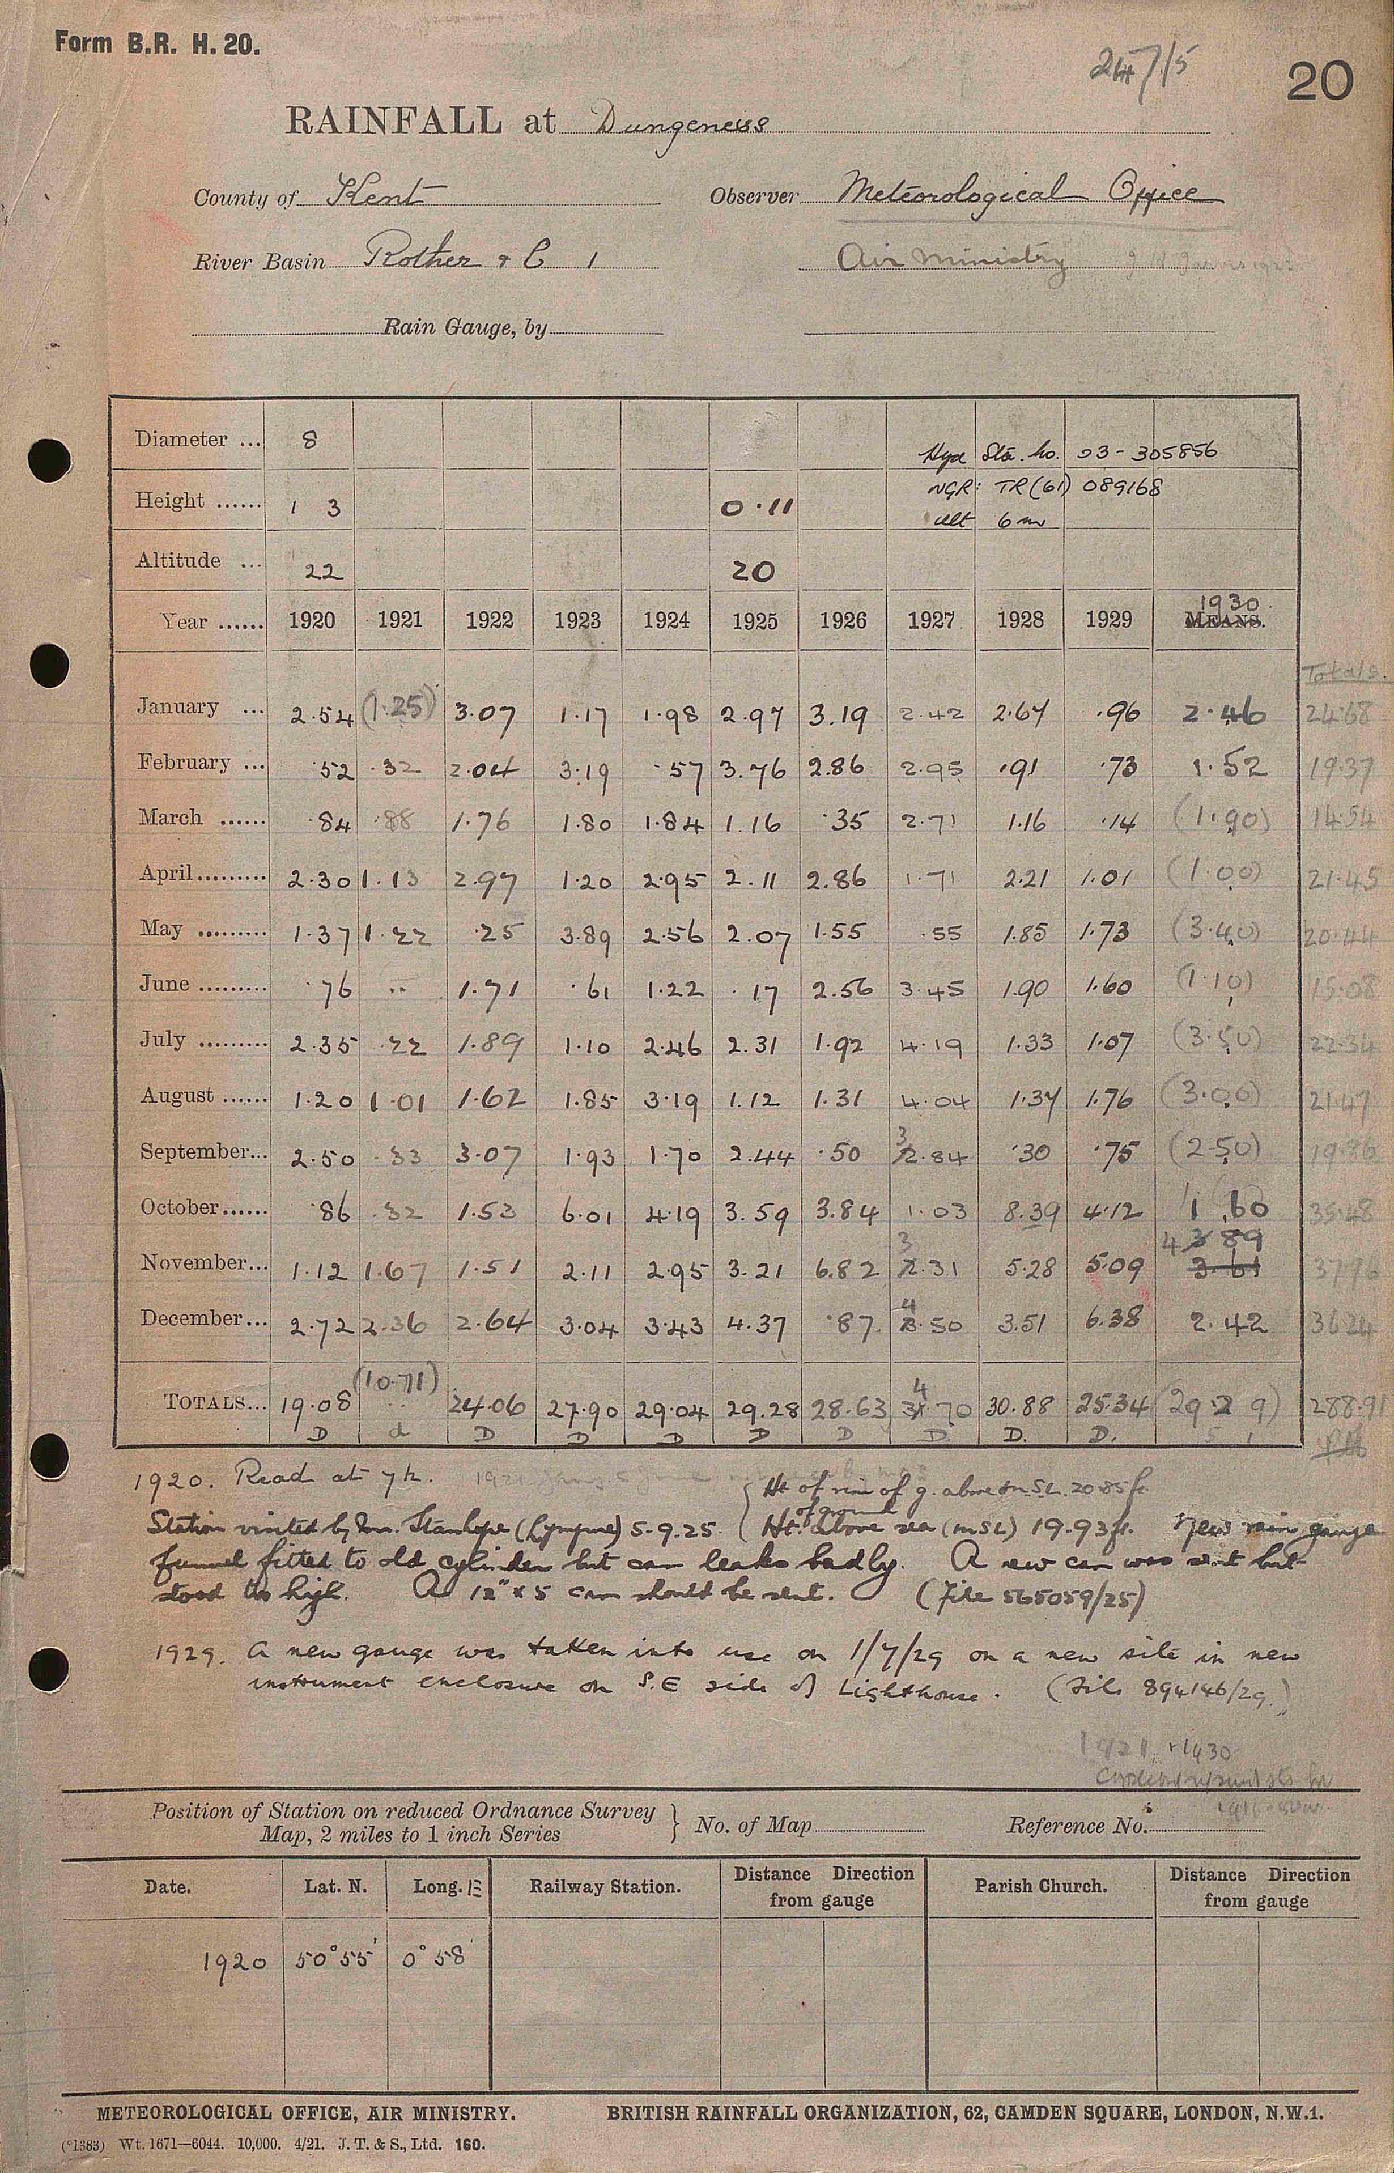 Form B.R. H. 20.
247/5
20
RAINFALL at Dungeness
County of Kent Observer Meteorological Office
River Basin Rother & C 1 Air Ministry
Rain Gauge, by
Diameter ... 8 Hyd Sta. No. 03-305856
Height ...... 1 3 0.11 NGR: TR (61) 089168
alt 6m
Altitude ... 22 20
1930
Year ...... 1920 1921 1922 1923 1924 1925 1926 1927 1928 1929 MEANS.
Totals.
January ... 2.54 (1.25) 3.07 1.17 1.98 2.97 3.19 2.42 2.67 .96 2.46 24.68
February ... .52 .32 2.04 3.19 .57 3.76 2.86 2.95 .91 .73 1.52 19.37
March ...... .84 .88 1.76 1.80 1.84 1.16 .35 2.71 1.16 .14 (1.90) 14.54
April......... 2.30 1.13 2.97 1.20 2.95 2.11 2.86 1.71 2.21 1.01 (1.00) 21.45
May ......... 1.37 1.22 .25 3.89 2.56 2.07 1.55 .55 1.85 1.73 (3.40) 20.44
June ......... .76 .. 1.71 .61 1.22 .17 2.56 3.45 1.90 1.60 (1.10) 15.08
July ......... 2.35 .22 1.89 1.10 2.46 2.31 1.92 4.19 1.33 1.07 (3.50) 22.34
August ...... 1.20 1.01 1.62 1.85 3.19 1.12 1.31 4.04 1.37 1.76 (3.00) 21.47
3
September... 2.50 .33 3.07 1.93 1.70 2.44 .50 2.84 .30 .75 (2.50) 19.36
October...... .86 .32 1.53 6.01 4.19 3.59 3.84 1.03 8.39 4.12 1.60 35.48
3 4 3 89
November... 1.12 1.67 1.51 2.11 2.95 3.21 6.82 2.31 5.28 5.09 3.61 37.76
4
December... 2.72 2.36 2.64 3.04 3.43 4.37 .87 3.50 3.51 6.38 2.42 36.24
(10.71) 4
TOTALS... 19.08 24.06 27.90 29.04 29.28 28.63 31.70 30.88 25.34 (29.29) 288.91
D d D D D D D D. D. D. 5 1
1920. Read at 7h.
Ht of rim of g. above M.S.L. 20.85 ft.
of ground
Station visited by Mr. Stanhope (Lympne) 5-9.25 Ht. above sea (MSL) 19.93 ft. New rain gauge
funnel fitted to old cylinder but can leaks badly. A new can was sent but
stood too high. A 12" x 5 can should be sent. (File 565059/25)
1929. A new gauge was taken into use on 1/7/29 on a new site in new
instrument enclosure on S.E side of Lighthouse. (File 894146/29.)
1921 + 1930
Position of Station on reduced Ordnance Survey
Map, 2 miles to 1 inch Series } No. of Map Reference No.
Date. Lat. N. Long. E Railway Station. Distance Direction from gauge Parish Church. Distance Direction from gauge
1920 50° 55' 0° 58'
METEOROLOGICAL OFFICE, AIR MINISTRY. BRITISH RAINFALL ORGANIZATION, 62, CAMDEN SQUARE, LONDON, N.W.1.
(*1383) Wt. 1671—6044. 10,000. 4/21. J. T. & S., Ltd. 160.